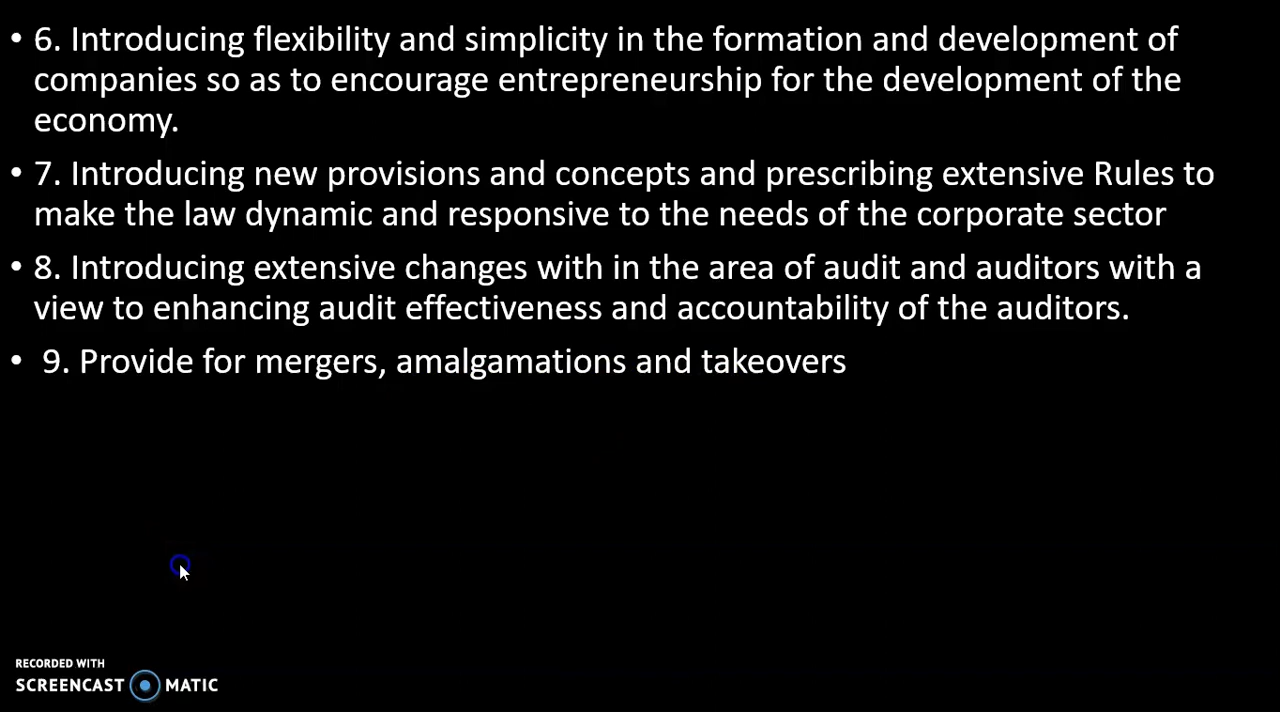 • 6. Introducing flexibility and simplicity in the formation and development of
companies so as to encourage entrepreneurship for the development of the
economy.
• 7. Introducing new provisions and concepts and prescribing extensive Rules to
make the law dynamic and responsive to the needs of the corporate sector
• 8. Introducing extensive changes with in the area of audit and auditors with a
view to enhancing audit effectiveness and accountability of the auditors.
• 9. Provide for mergers, amalgamations and takeovers
RECORDED WITH
SCREENCAST MATIC